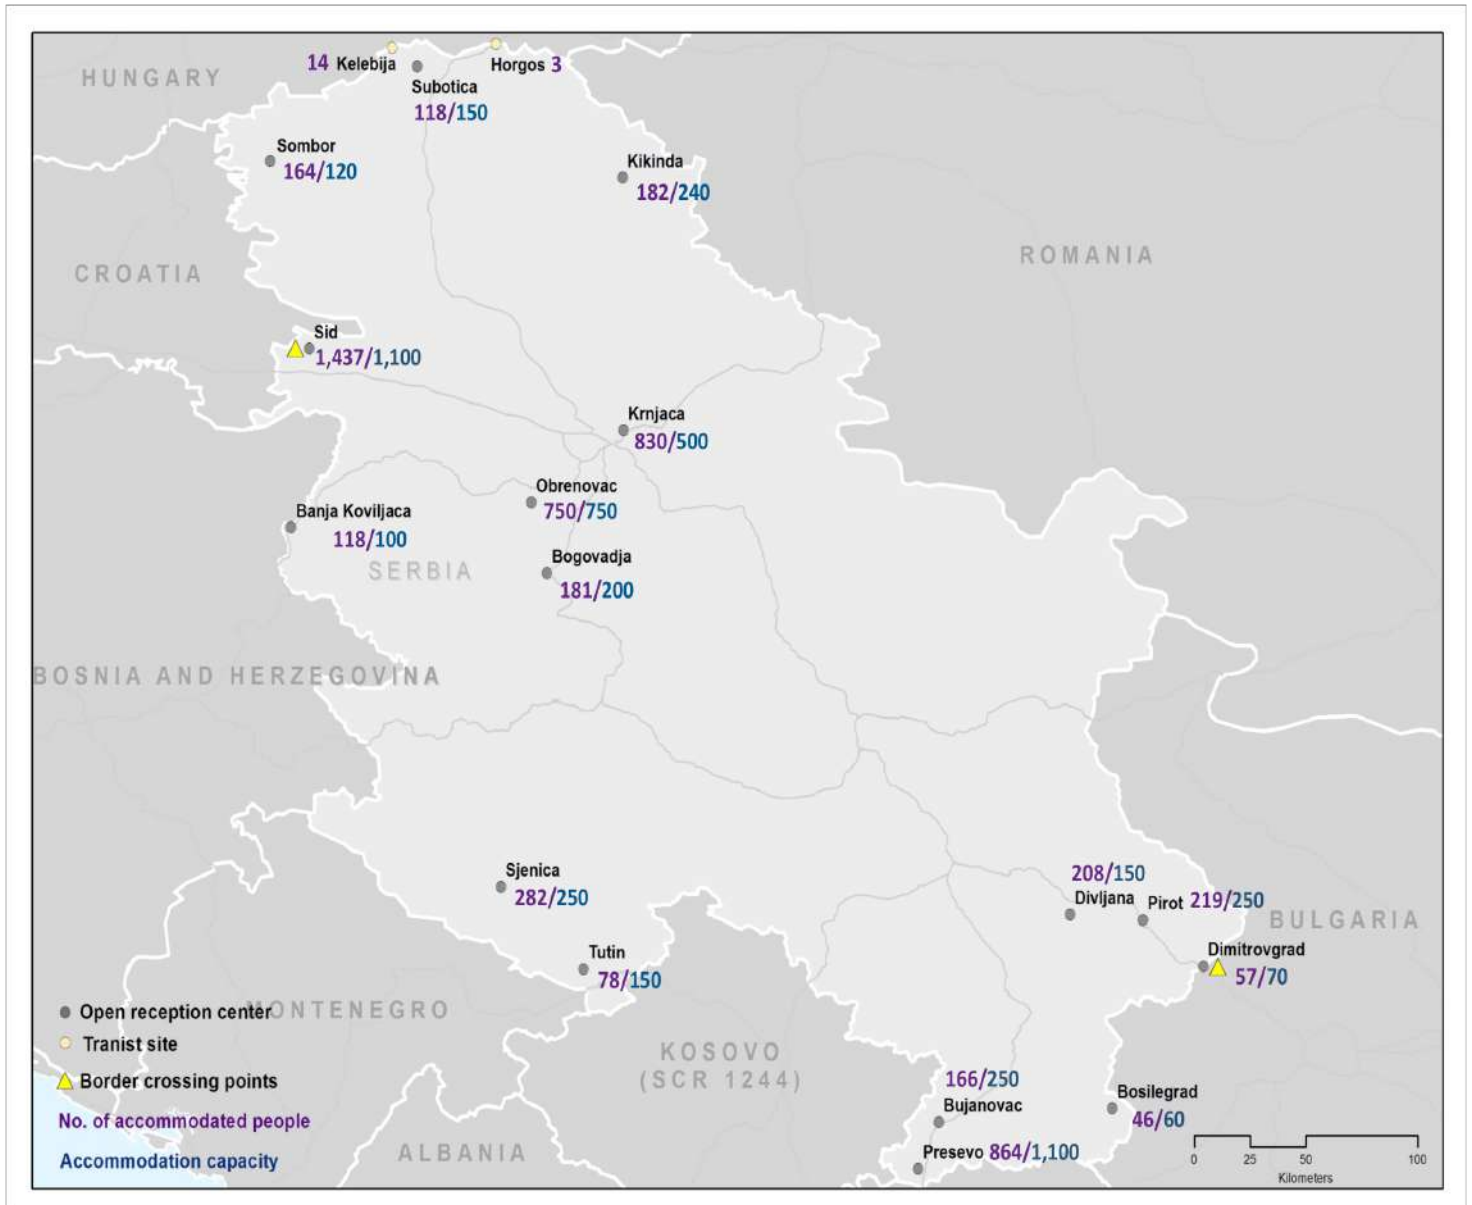 HUNGARY
14 Kelebija
Horgos 3
Subotica
118/150
Sombor
164/120
Kikinda
182/240
ROMANIA
CROATIA
Sid
1,437/1,100
Krnjaca
830/500
Obrenovac
750/750
Banja Koviljaca
118/100
Bogovadja
181/200
SERBIA
BOSNIA AND HERZEGOVINA
Sjenica
282/250
208/150
Divljana
Pirot 219/250
BULGARIA
Tutin
78/150
Dimitrovgrad
57/70
Open reception center
MONTENEGRO
Tranist site
KOSOVO
(SCR 1244)
Border crossing points
166/250
Bujanovac
Bosilegrad
46/60
No. of accommodated people
ALBANIA
Presevo 864/1,100
Accommodation capacity
0 25 50 100
Kilometers